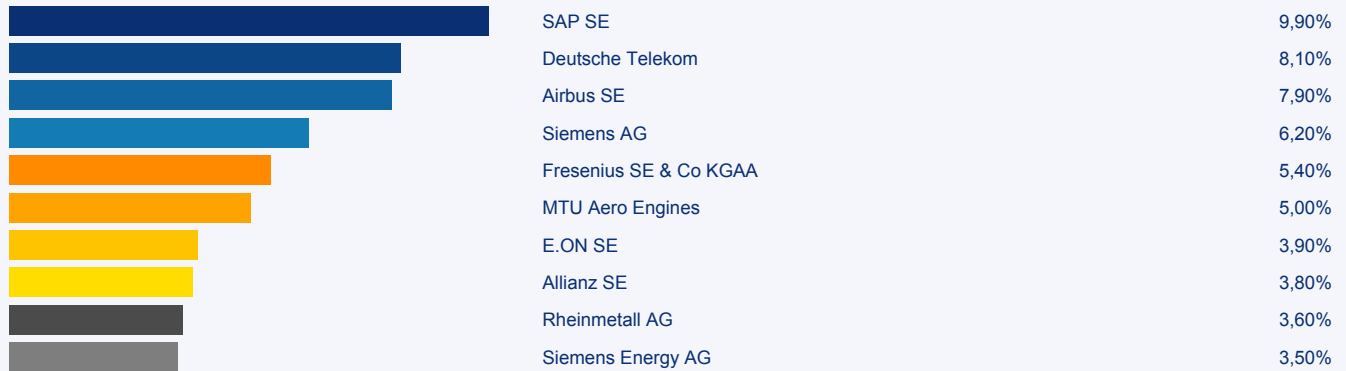 SAP SE 9,90%
Deutsche Telekom 8,10%
Airbus SE 7,90%
Siemens AG 6,20%
Fresenius SE & Co KGAA 5,40%
MTU Aero Engines 5,00%
E.ON SE 3,90%
Allianz SE 3,80%
Rheinmetall AG 3,60%
Siemens Energy AG 3,50%